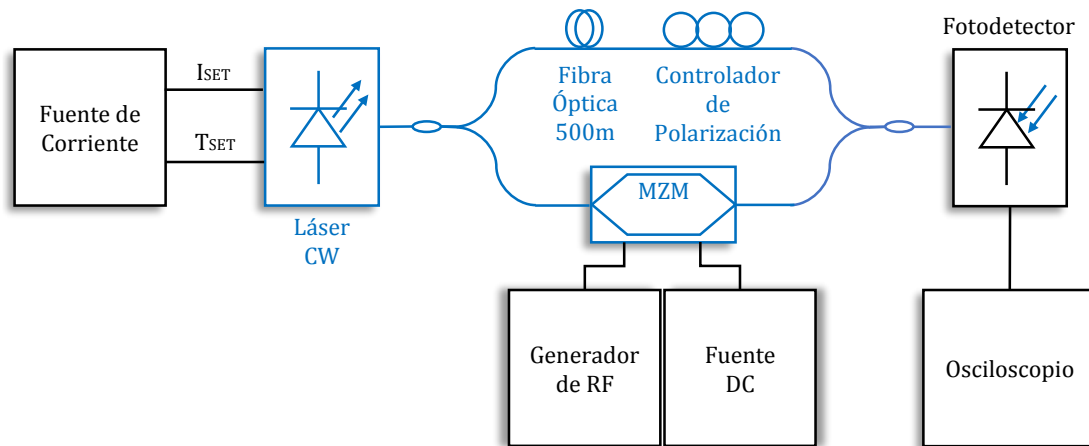 Fuente de
Corriente
ISET
TSET
Láser
CW
Fibra
Óptica
500m
Controlador
de
Polarización
MZM
Generador
de RF
Fuente
DC
Fotodetector
Osciloscopio